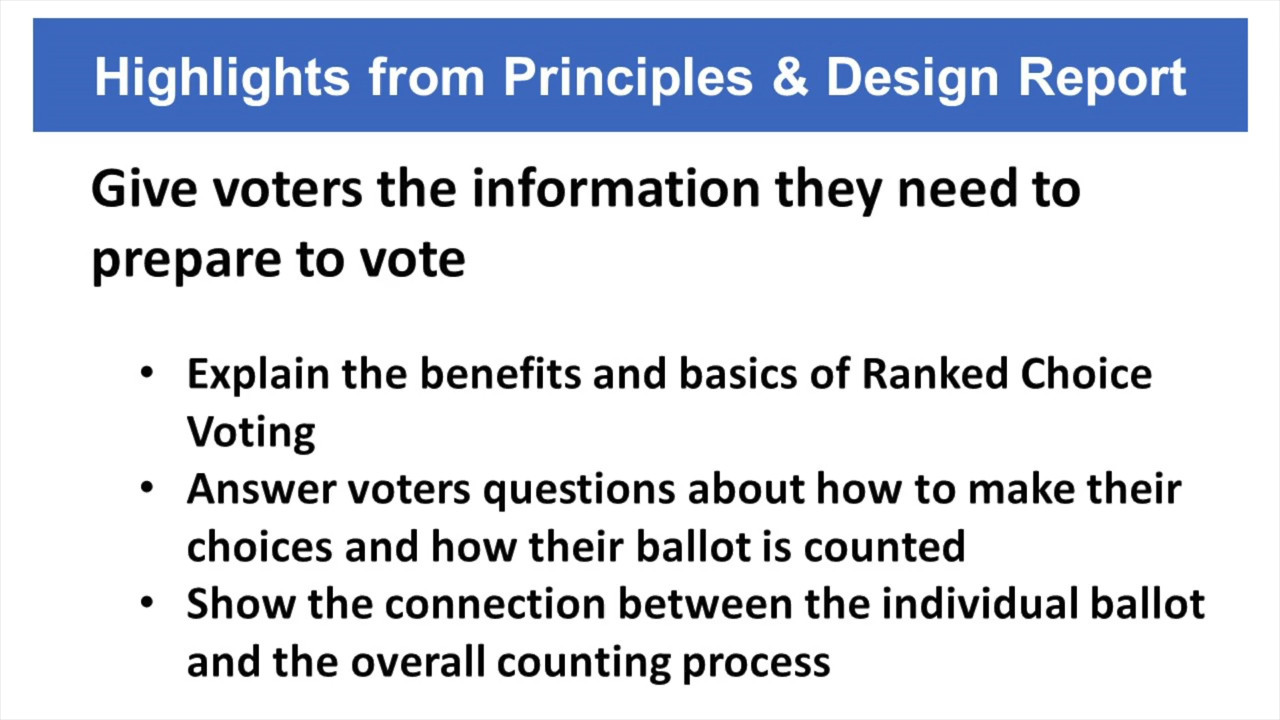 Highlights from Principles & Design Report
Give voters the information they need to
prepare to vote
• Explain the benefits and basics of Ranked Choice
Voting
• Answer voters questions about how to make their
choices and how their ballot is counted
• Show the connection between the individual ballot
and the overall counting process